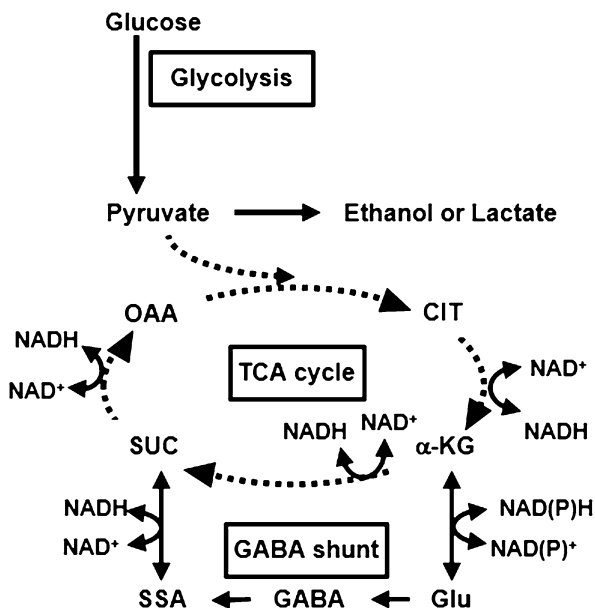 Glucose
Glycolysis
Pyruvate
Ethanol or Lactate
OAA
CIT
NADH
NAD⁺
TCA cycle
NAD⁺
NADH
NADH
NAD⁺
SUC
α-KG
NADH
NAD⁺
GABA shunt
NAD(P)H
NAD(P)⁺
SSA
GABA
Glu